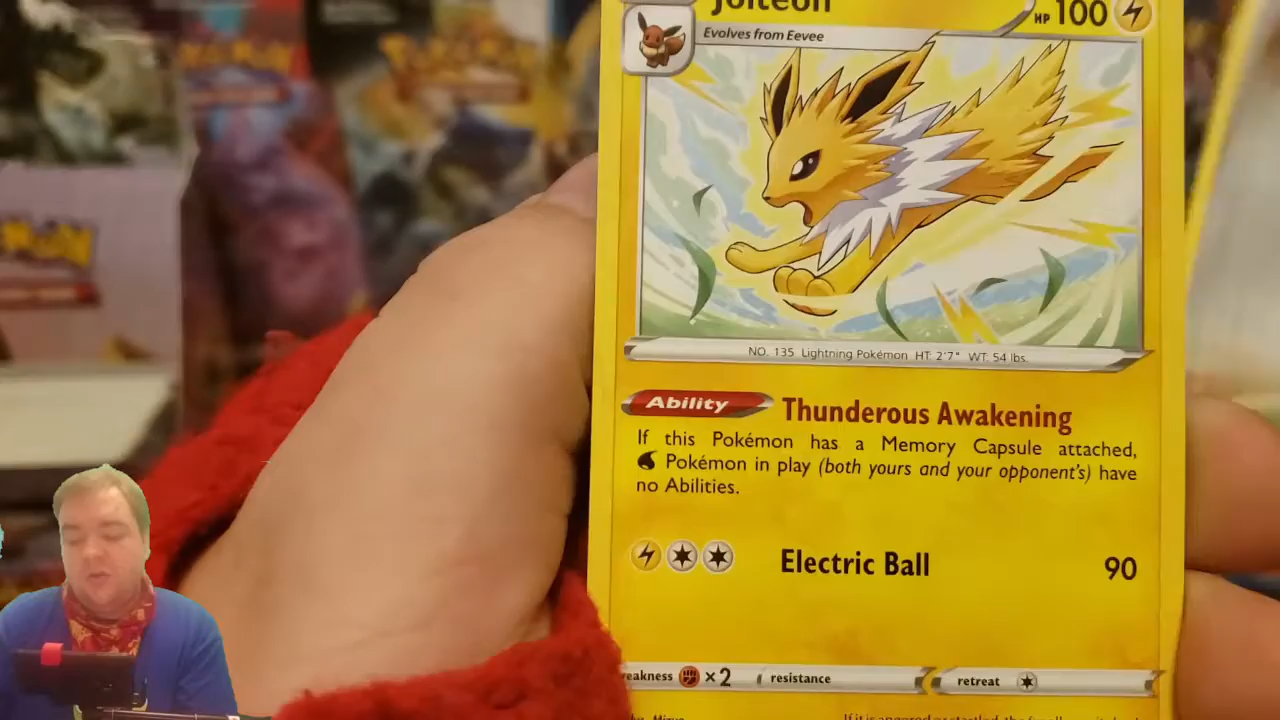 Jolteon
HP 100
Evolves from Eevee
NO. 135 Lightning Pokémon HT: 2'7" WT: 54 lbs.
Ability Thunderous Awakening
If this Pokémon has a Memory Capsule attached,
Pokémon in play (both yours and your opponent's) have
no Abilities.
Electric Ball 90
weakness ×2 resistance retreat